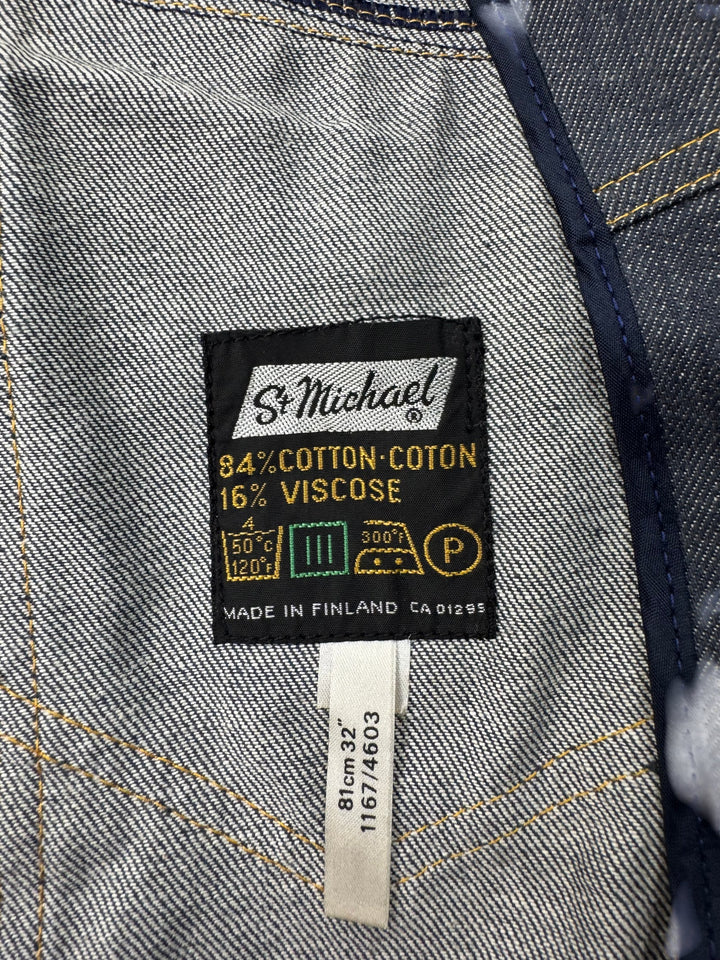 St Michael ®
84% COTTON·COTON
16% VISCOSE
4
50°C
120°F
300°F
P
MADE IN FINLAND CA 01295
81cm 32"
1167/4603